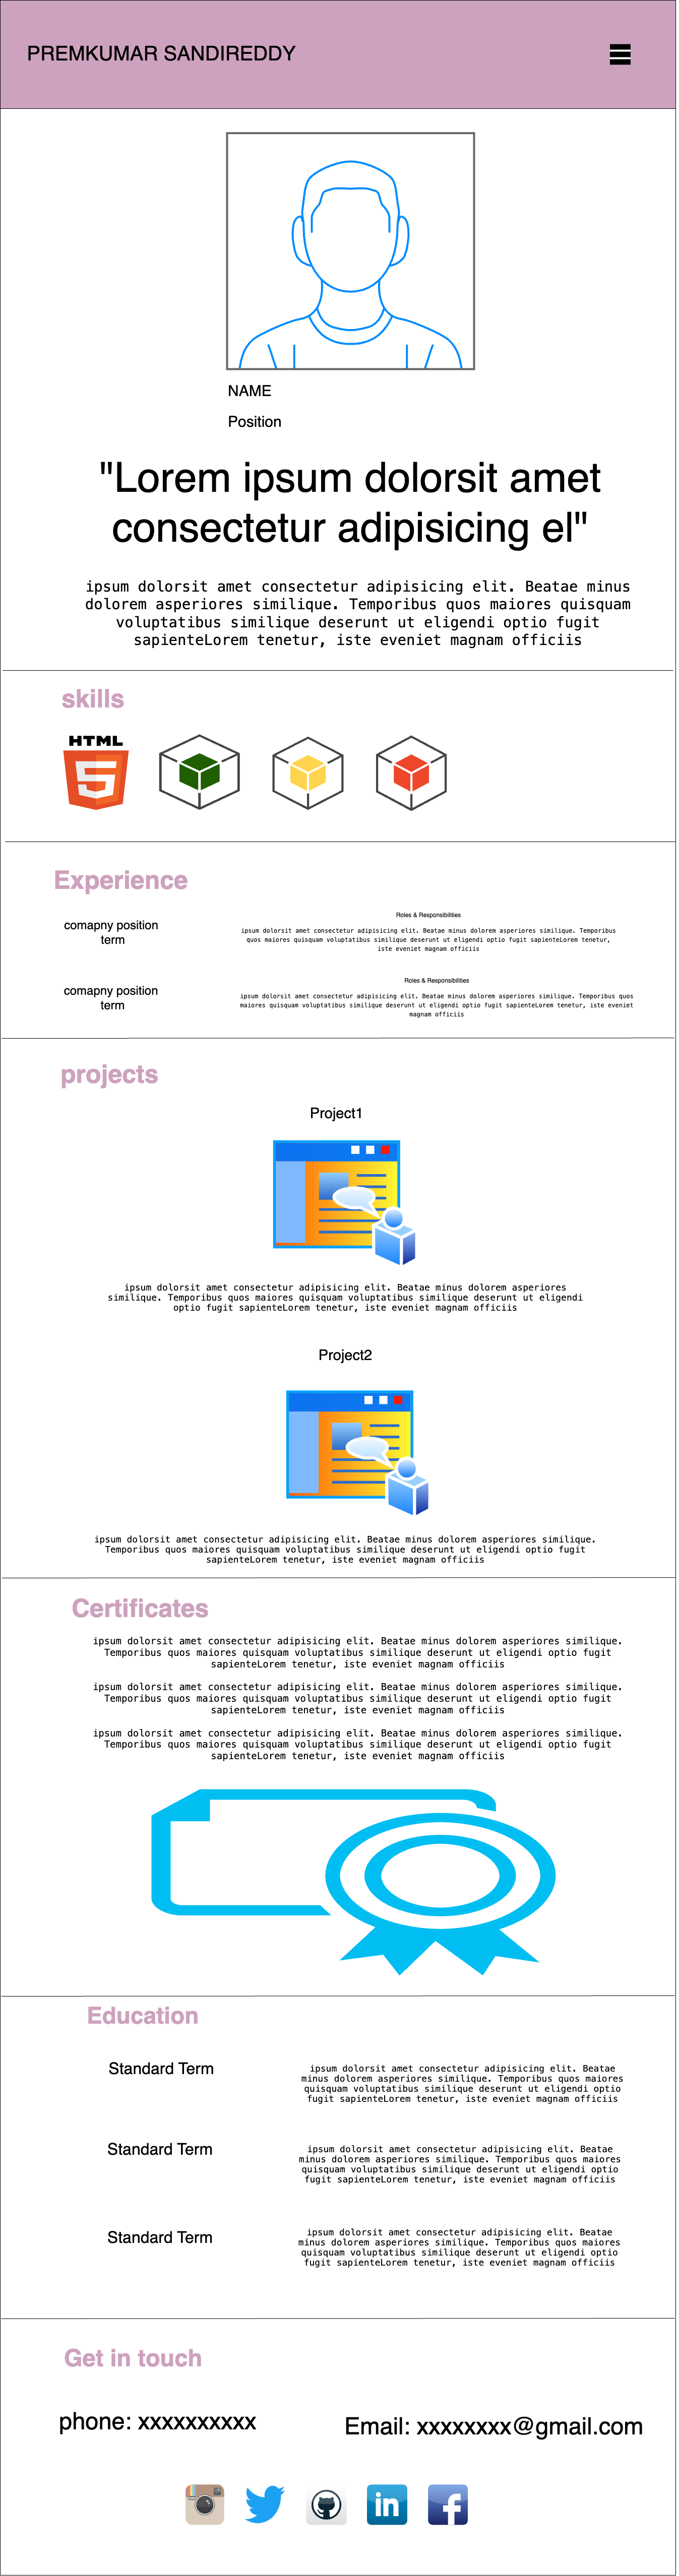 PREMKUMAR SANDIREDDY
NAME
Position
"Lorem ipsum dolorsit amet
consectetur adipisicing el"
ipsum dolorsit amet consectetur adipisicing elit. Beatae minus
dolorem asperiores similique. Temporibus quos maiores quisquam
voluptatibus similique deserunt ut eligendi optio fugit
sapienteLorem tenetur, iste eveniet magnam officiis
skills
HTML
5
Experience
comapny position
term
Roles & Responsibilities
ipsum dolorsit amet consectetur adipisicing elit. Beatae minus dolorem asperiores similique. Temporibus
quos maiores quisquam voluptatibus similique deserunt ut eligendi optio fugit sapienteLorem tenetur,
iste eveniet magnam officiis
comapny position
term
Roles & Responsibilities
ipsum dolorsit amet consectetur adipisicing elit. Beatae minus dolorem asperiores similique. Temporibus quos
maiores quisquam voluptatibus similique deserunt ut eligendi optio fugit sapienteLorem tenetur, iste eveniet
magnam officiis
projects
Project1
ipsum dolorsit amet consectetur adipisicing elit. Beatae minus dolorem asperiores
similique. Temporibus quos maiores quisquam voluptatibus similique deserunt ut eligendi
optio fugit sapienteLorem tenetur, iste eveniet magnam officiis
Project2
ipsum dolorsit amet consectetur adipisicing elit. Beatae minus dolorem asperiores similique.
Temporibus quos maiores quisquam voluptatibus similique deserunt ut eligendi optio fugit
sapienteLorem tenetur, iste eveniet magnam officiis
Certificates
ipsum dolorsit amet consectetur adipisicing elit. Beatae minus dolorem asperiores similique.
Temporibus quos maiores quisquam voluptatibus similique deserunt ut eligendi optio fugit
sapienteLorem tenetur, iste eveniet magnam officiis
ipsum dolorsit amet consectetur adipisicing elit. Beatae minus dolorem asperiores similique.
Temporibus quos maiores quisquam voluptatibus similique deserunt ut eligendi optio fugit
sapienteLorem tenetur, iste eveniet magnam officiis
ipsum dolorsit amet consectetur adipisicing elit. Beatae minus dolorem asperiores similique.
Temporibus quos maiores quisquam voluptatibus similique deserunt ut eligendi optio fugit
sapienteLorem tenetur, iste eveniet magnam officiis
Education
Standard Term
ipsum dolorsit amet consectetur adipisicing elit. Beatae
minus dolorem asperiores similique. Temporibus quos maiores
quisquam voluptatibus similique deserunt ut eligendi optio
fugit sapienteLorem tenetur, iste eveniet magnam officiis
Standard Term
ipsum dolorsit amet consectetur adipisicing elit. Beatae
minus dolorem asperiores similique. Temporibus quos maiores
quisquam voluptatibus similique deserunt ut eligendi optio
fugit sapienteLorem tenetur, iste eveniet magnam officiis
Standard Term
ipsum dolorsit amet consectetur adipisicing elit. Beatae
minus dolorem asperiores similique. Temporibus quos maiores
quisquam voluptatibus similique deserunt ut eligendi optio
fugit sapienteLorem tenetur, iste eveniet magnam officiis
Get in touch
phone: xxxxxxxxxx
Email: xxxxxxxx@gmail.com
in
f